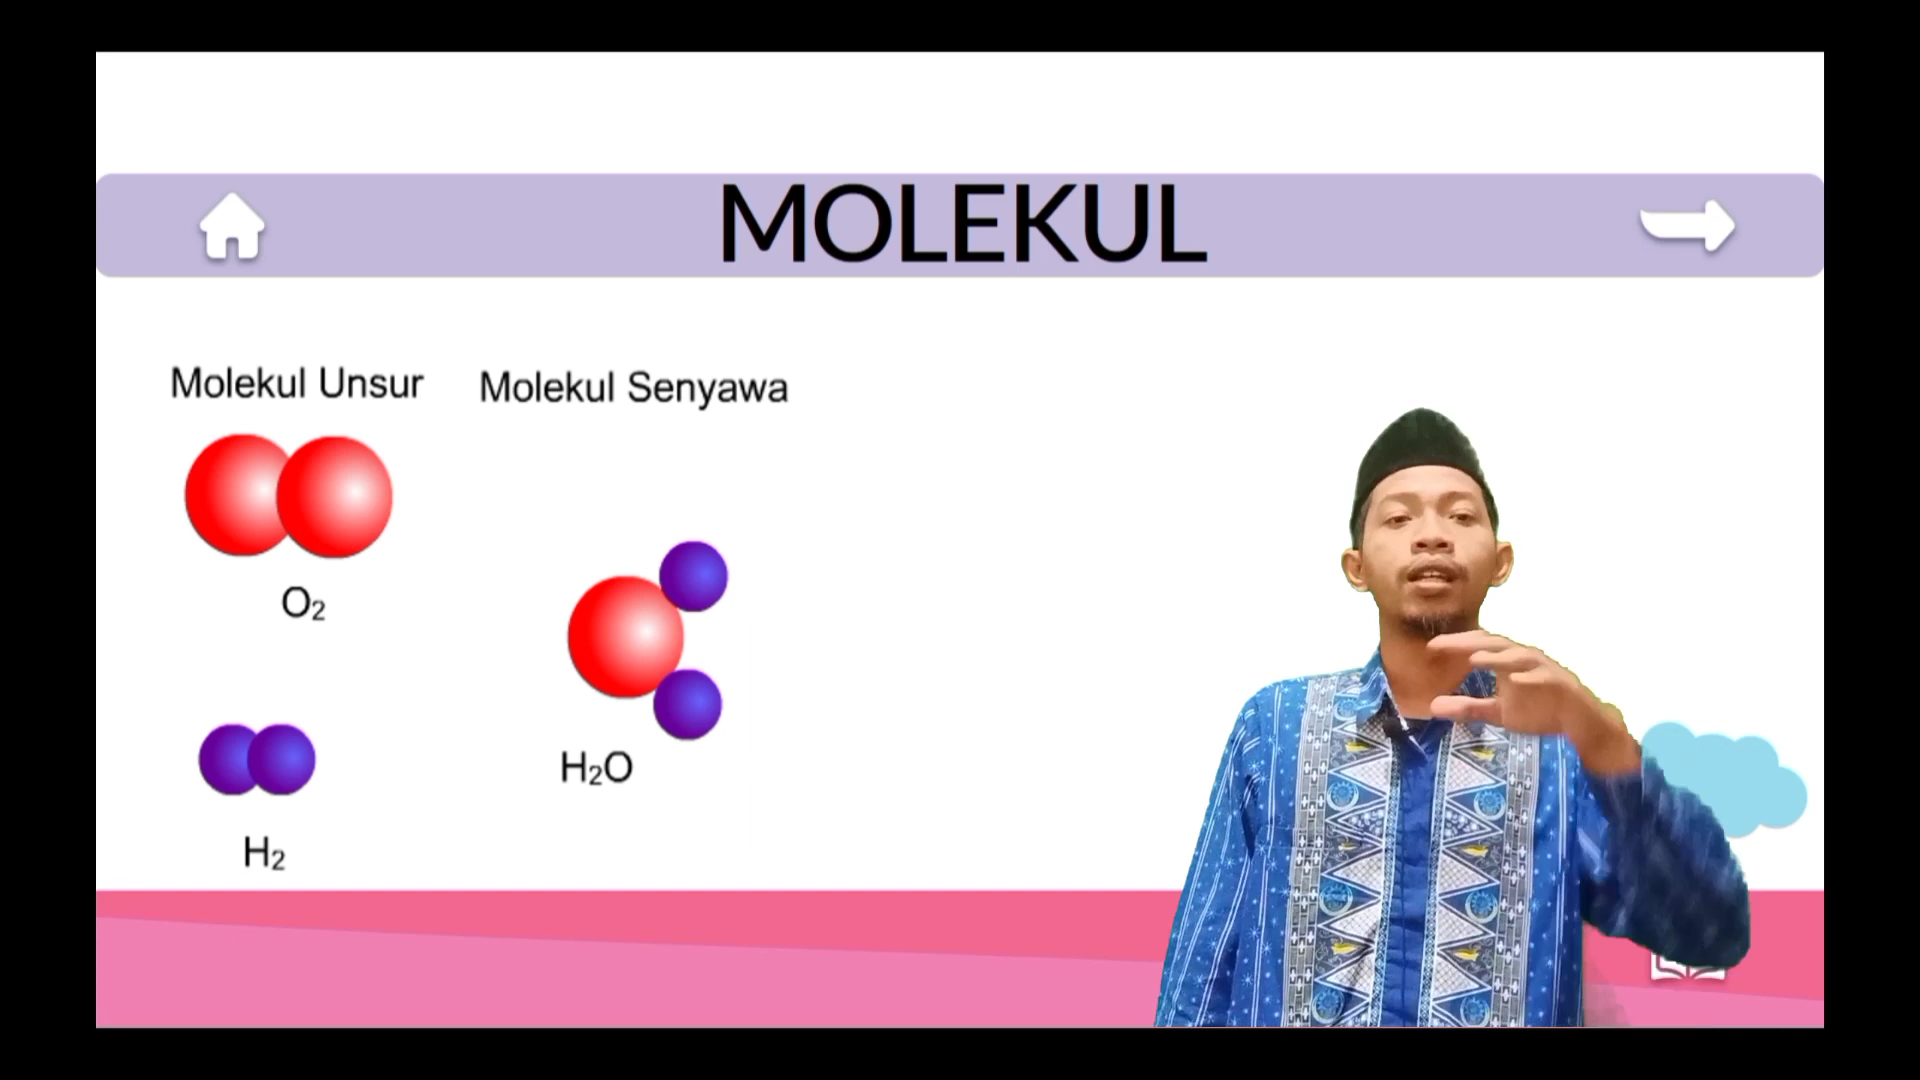 MOLEKUL
Molekul Unsur
Molekul Senyawa
O₂
H₂O
H₂